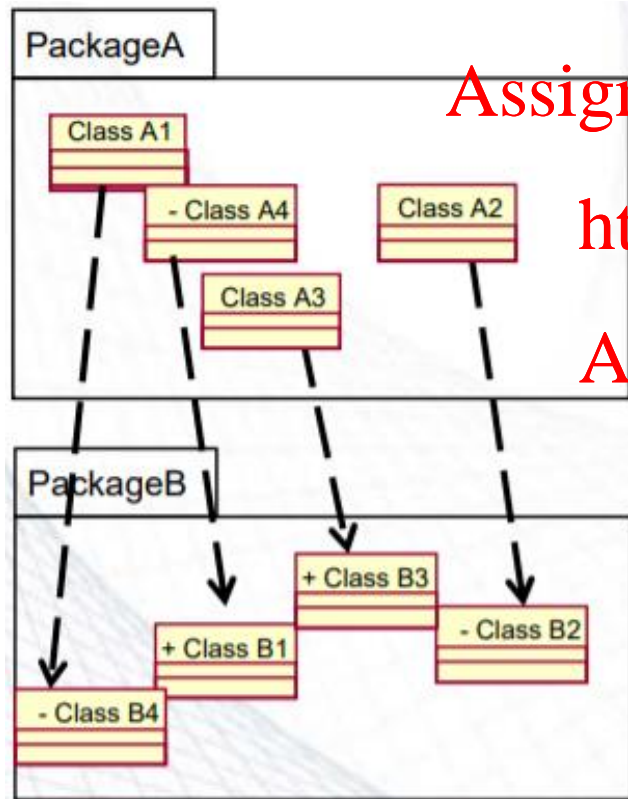 PackageA
Class A1
- Class A4
Class A2
Class A3
PackageB
+ Class B3
- Class B2
+ Class B1
- Class B4